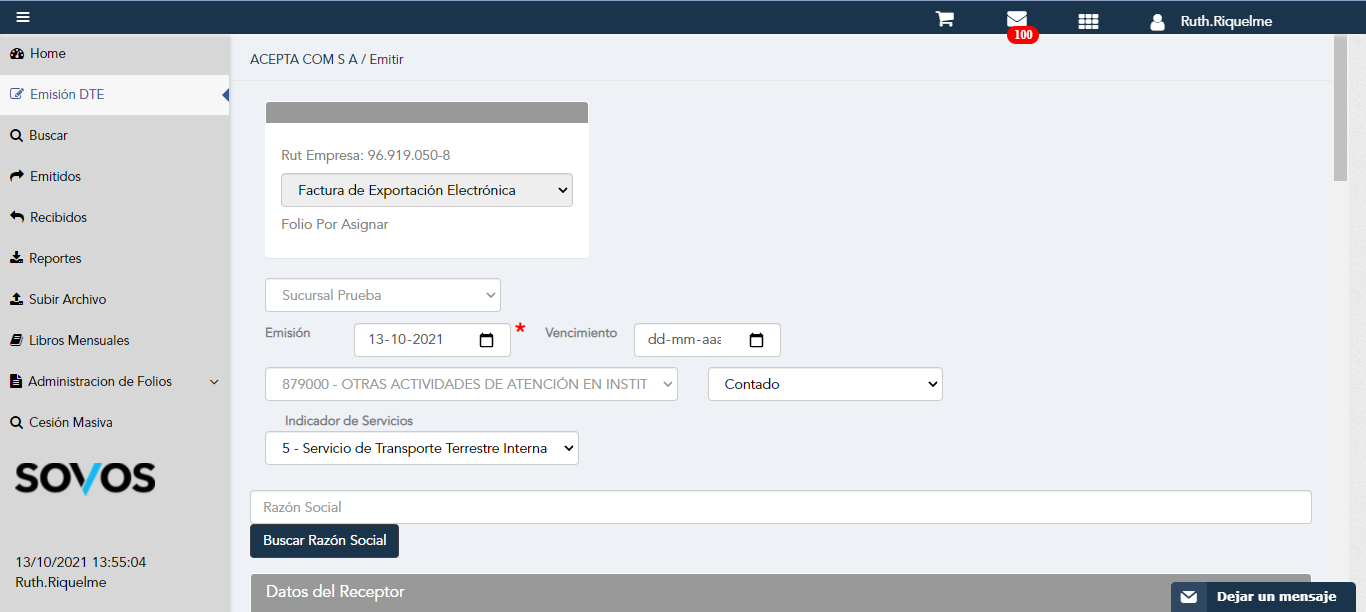 100
Ruth.Riquelme
Home
Emisión DTE
Buscar
Emitidos
Recibidos
Reportes
Subir Archivo
Libros Mensuales
Administracion de Folios
Cesión Masiva
SOVOS
13/10/2021 13:55:04
Ruth.Riquelme
ACEPTA COM S A / Emitir
Rut Empresa: 96.919.050-8
Factura de Exportación Electrónica
Folio Por Asignar
Sucursal Prueba
Emisión 13-10-2021 * Vencimiento dd-mm-aaa
879000 - OTRAS ACTIVIDADES DE ATENCIÓN EN INSTIT Contado
Indicador de Servicios
5 - Servicio de Transporte Terrestre Interna
Razón Social
Buscar Razón Social
Datos del Receptor
Dejar un mensaje